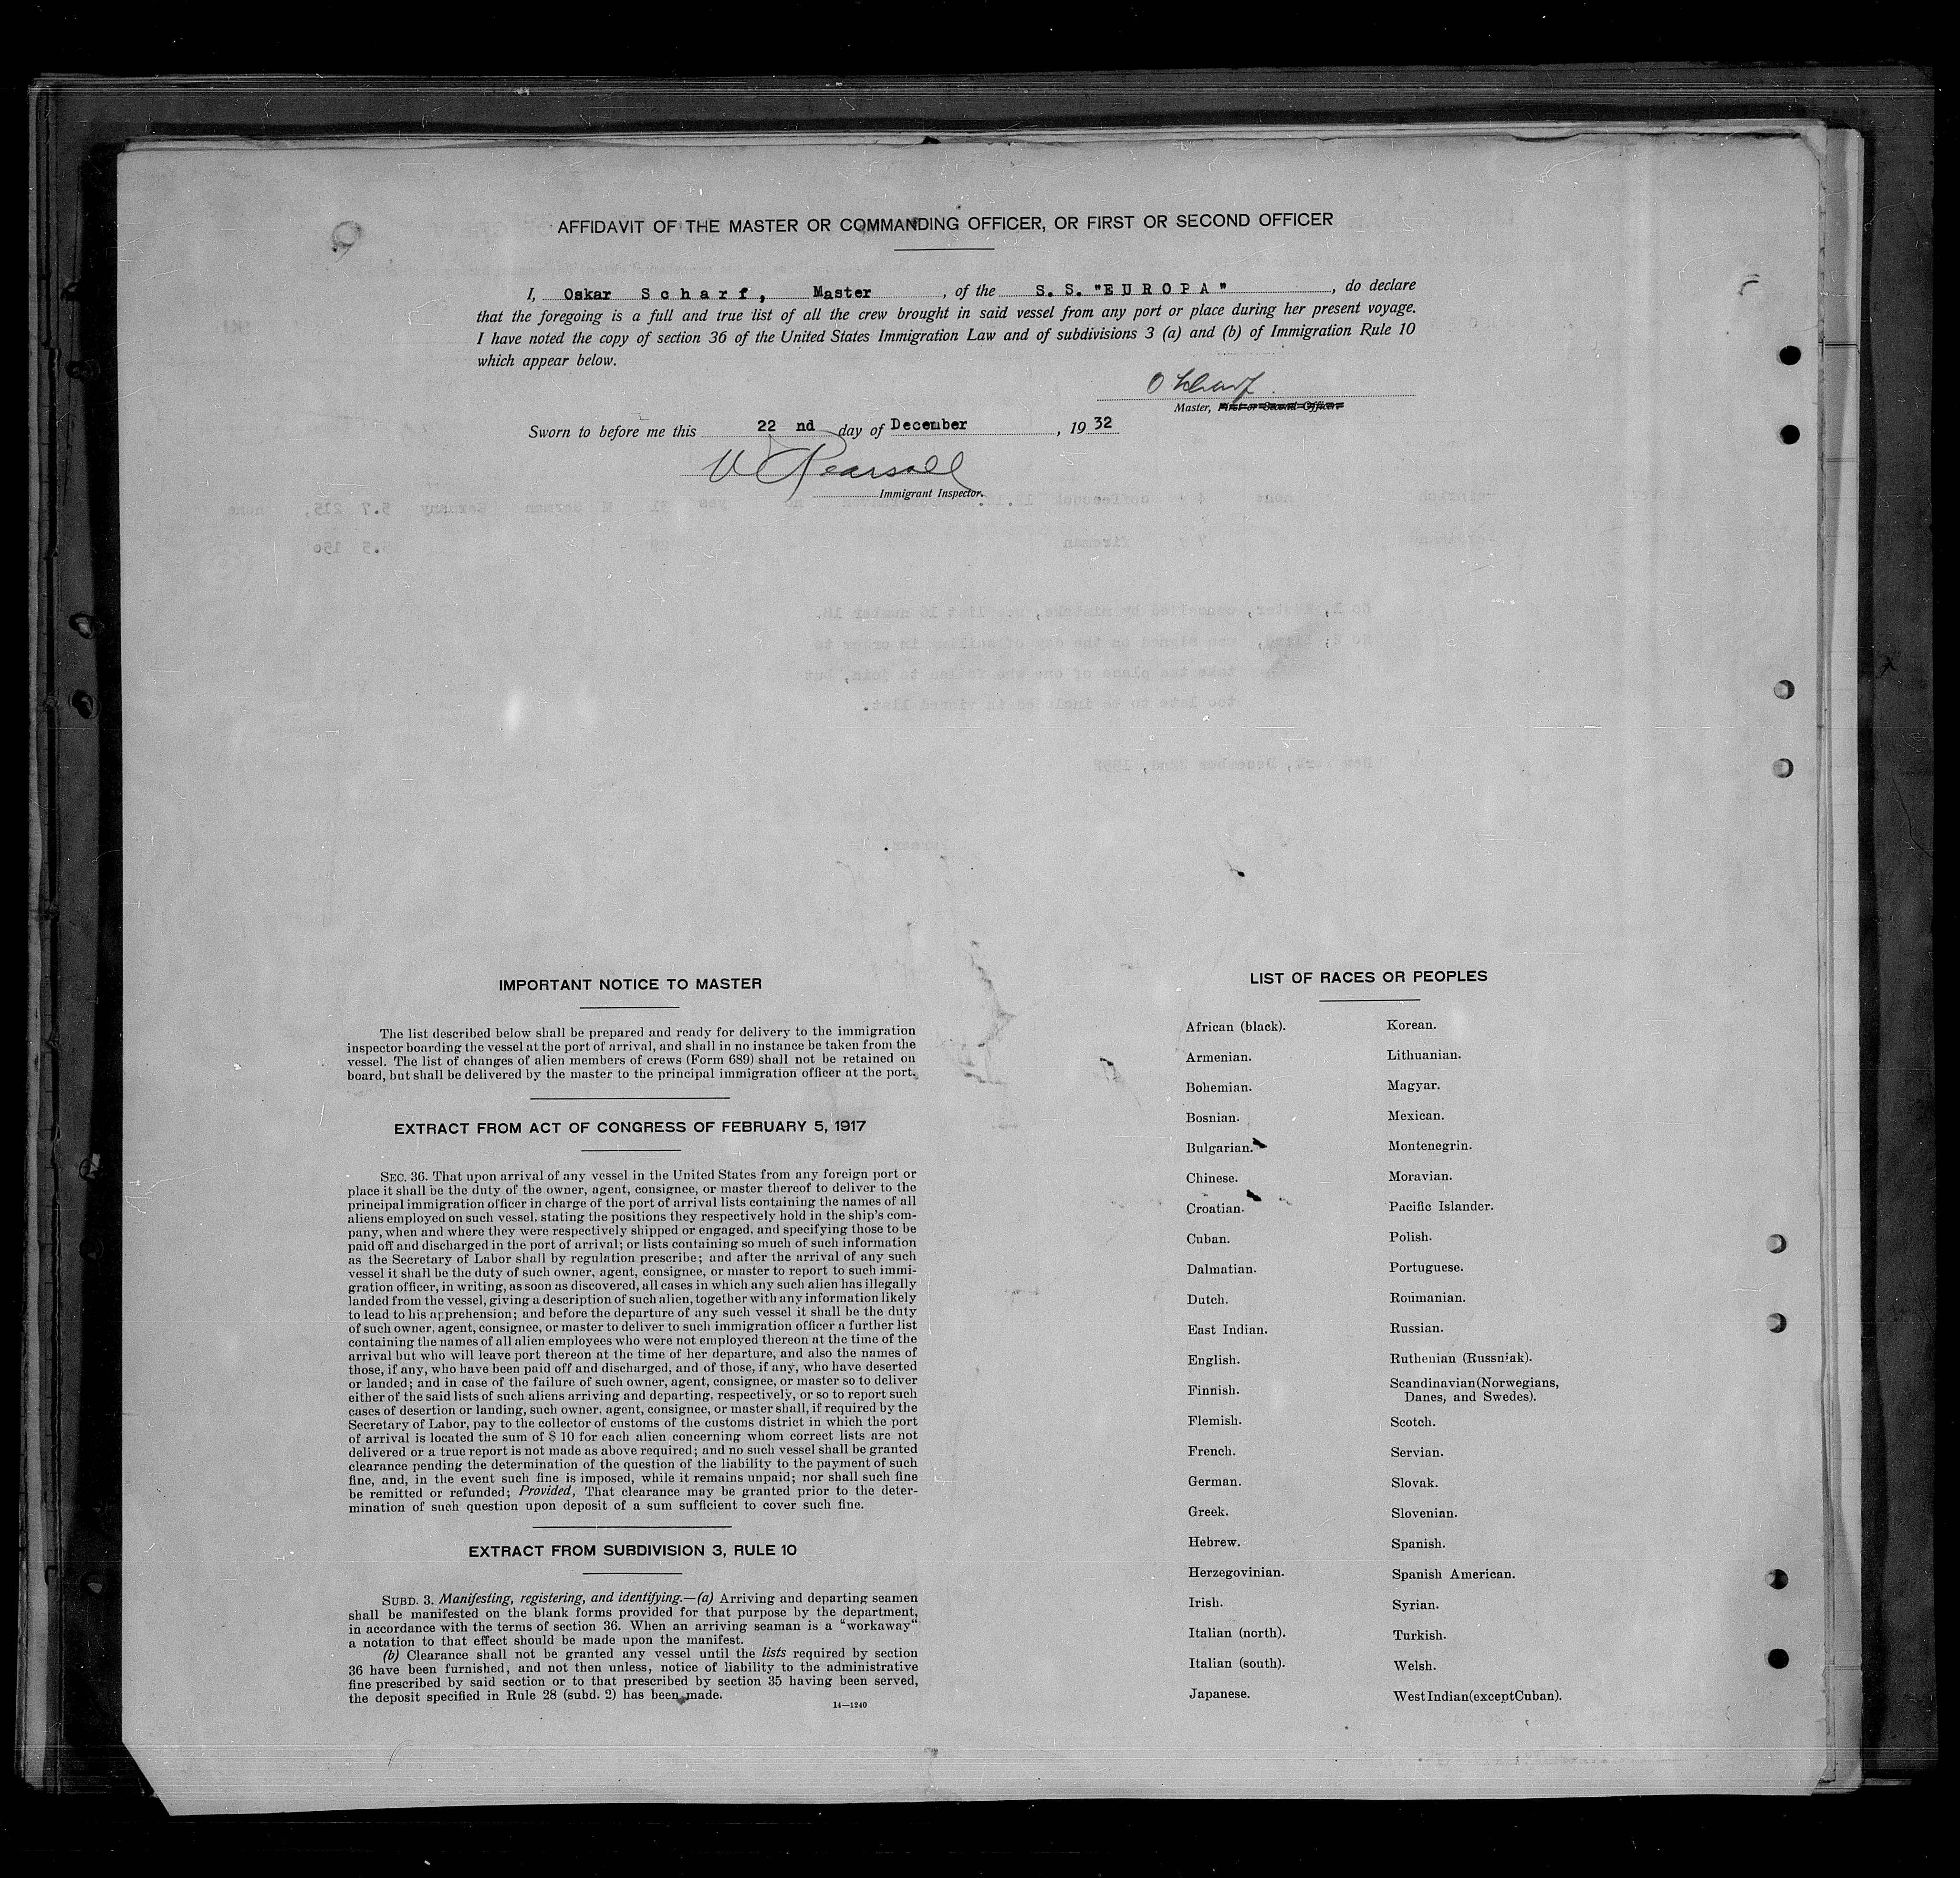 AFFIDAVIT OF THE MASTER OR COMMANDING OFFICER, OR FIRST OR SECOND OFFICER
I, Oskar Scharf, Master, of the S. S. "EUROPA", do declare
that the foregoing is a full and true list of all the crew brought in said vessel from any port or place during her present voyage.
I have noted the copy of section 36 of the United States Immigration Law and of subdivisions 3 (a) and (b) of Immigration Rule 10
which appear below.
O Scharf.
Master, First or Second Officer.
Sworn to before me this 22 nd day of December, 19 32
Pearsall
Immigrant Inspector.
IMPORTANT NOTICE TO MASTER
The list described below shall be prepared and ready for delivery to the immigration
inspector boarding the vessel at the port of arrival, and shall in no instance be taken from the
vessel. The list of changes of alien members of crews (Form 689) shall not be retained on
board, but shall be delivered by the master to the principal immigration officer at the port.
EXTRACT FROM ACT OF CONGRESS OF FEBRUARY 5, 1917
SEC. 36. That upon arrival of any vessel in the United States from any foreign port or
place it shall be the duty of the owner, agent, consignee, or master thereof to deliver to the
principal immigration officer in charge of the port of arrival lists containing the names of all
aliens employed on such vessel, stating the positions they respectively hold in the ship's com-
pany, when and where they were respectively shipped or engaged, and specifying those to be
paid off and discharged in the port of arrival; or lists containing so much of such information
as the Secretary of Labor shall by regulation prescribe; and after the arrival of any such
vessel it shall be the duty of such owner, agent, consignee, or master to report to such immi-
gration officer, in writing, as soon as discovered, all cases in which any such alien has illegally
landed from the vessel, giving a description of such alien, together with any information likely
to lead to his apprehension; and before the departure of any such vessel it shall be the duty
of such owner, agent, consignee, or master to deliver to such immigration officer a further list
containing the names of all alien employees who were not employed thereon at the time of the
arrival but who will leave port thereon at the time of her departure, and also the names of
those, if any, who have been paid off and discharged, and of those, if any, who have deserted
or landed; and in case of the failure of such owner, agent, consignee, or master so to deliver
either of the said lists of such aliens arriving and departing, respectively, or so to report such
cases of desertion or landing, such owner, agent, consignee, or master shall, if required by the
Secretary of Labor, pay to the collector of customs of the customs district in which the port
of arrival is located the sum of $ 10 for each alien concerning whom correct lists are not
delivered or a true report is not made as above required; and no such vessel shall be granted
clearance pending the determination of the question of the liability to the payment of such
fine, and, in the event such fine is imposed, while it remains unpaid; nor shall such fine
be remitted or refunded; Provided, That clearance may be granted prior to the deter-
mination of such question upon deposit of a sum sufficient to cover such fine.
EXTRACT FROM SUBDIVISION 3, RULE 10
SUBD. 3. Manifesting, registering, and identifying.—(a) Arriving and departing seamen
shall be manifested on the blank forms provided for that purpose by the department,
in accordance with the terms of section 36. When an arriving seaman is a “workaway“
a notation to that effect should be made upon the manifest.
(b) Clearance shall not be granted any vessel until the lists required by section
36 have been furnished, and not then unless, notice of liability to the administrative
fine prescribed by said section or to that prescribed by section 35 having been served,
the deposit specified in Rule 28 (subd. 2) has been made.
14—1240
LIST OF RACES OR PEOPLES
African (black).
Armenian.
Bohemian.
Bosnian.
Bulgarian.
Chinese.
Croatian.
Cuban.
Dalmatian.
Dutch.
East Indian.
English.
Finnish.
Flemish.
French.
German.
Greek.
Hebrew.
Herzegovinian.
Irish.
Italian (north).
Italian (south).
Japanese.
Korean.
Lithuanian.
Magyar.
Mexican.
Montenegrin.
Moravian.
Pacific Islander.
Polish.
Portuguese.
Roumanian.
Russian.
Ruthenian (Russniak).
Scandinavian (Norwegians,
Danes, and Swedes).
Scotch.
Servian.
Slovak.
Slovenian.
Spanish.
Spanish American.
Syrian.
Turkish.
Welsh.
West Indian (except Cuban).